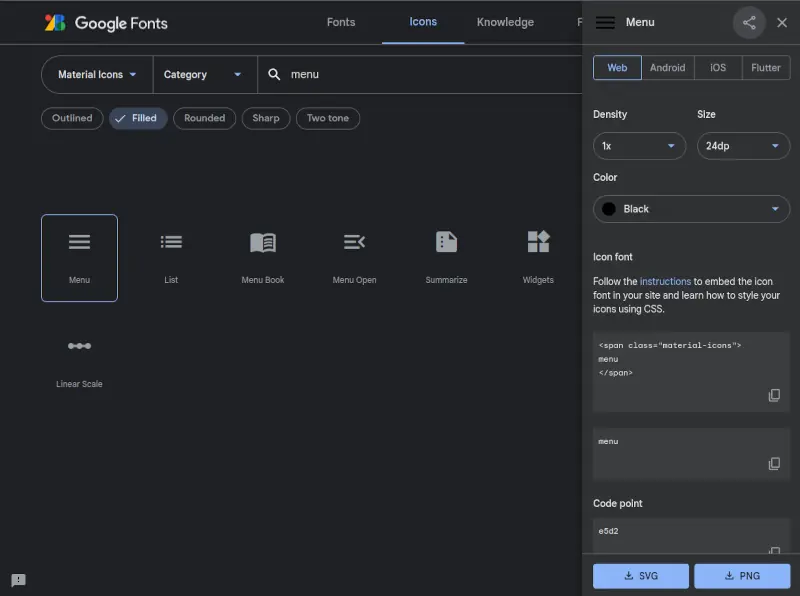 Google Fonts
Fonts
Icons
Knowledge
Material Icons
Category
menu
Outlined
Filled
Rounded
Sharp
Two tone
Menu
List
Menu Book
Menu Open
Summarize
Widgets
Linear Scale
Menu
Web
Android
iOS
Flutter
Density
Size
1x
24dp
Color
Black
Icon font
Follow the instructions to embed the icon
font in your site and learn how to style your
icons using CSS.
<span class="material-icons">
menu
</span>
menu
Code point
e5d2
SVG
PNG